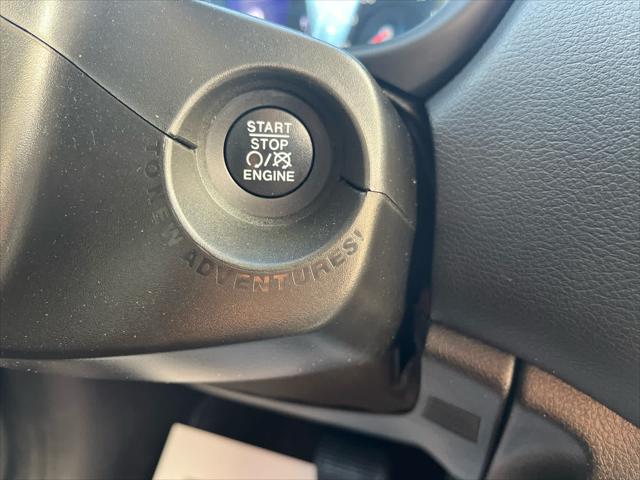 START
STOP
ENGINE
TO NEW ADVENTURES!